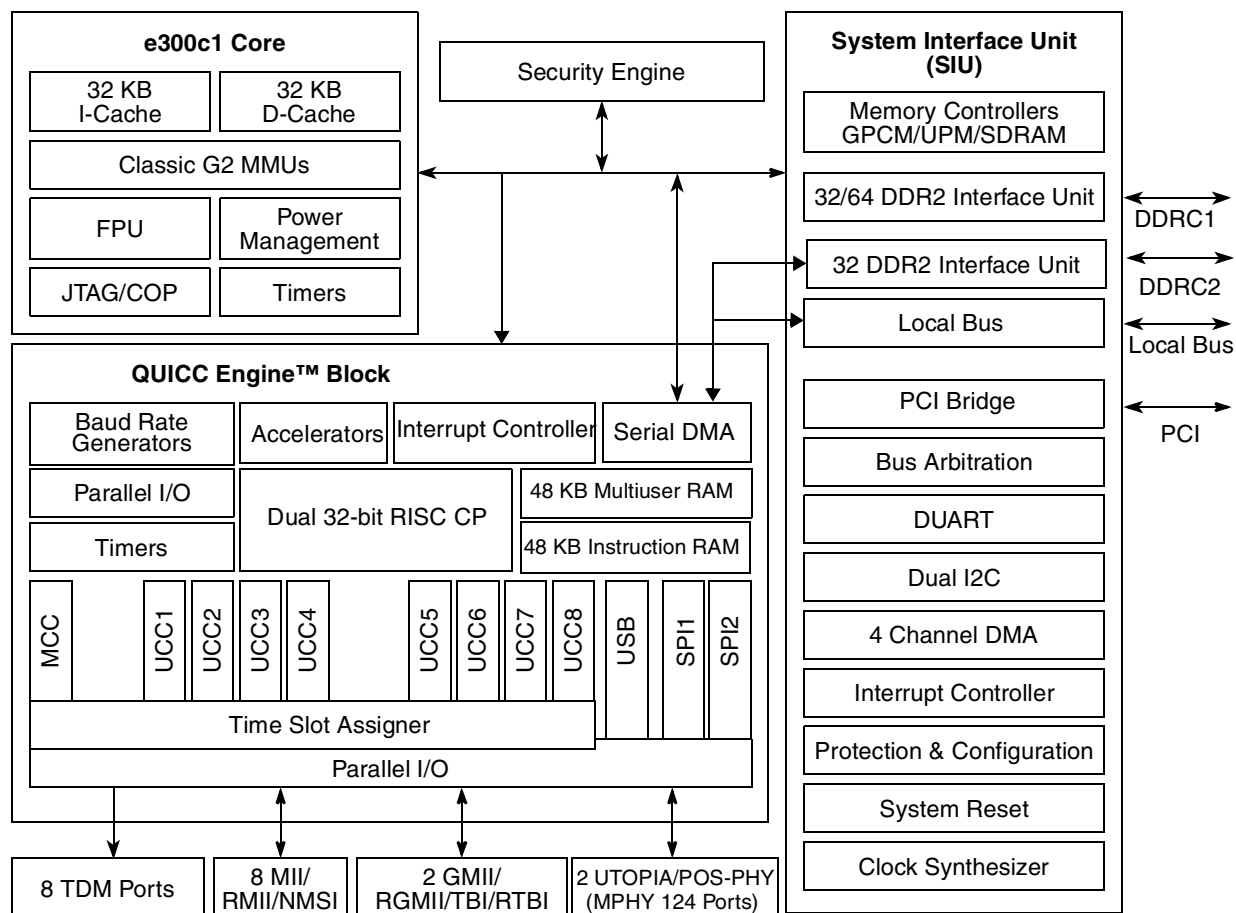 e300c1 Core
32 KB
I-Cache
32 KB
D-Cache
Classic G2 MMUs
FPU
Power
Management
JTAG/COP
Timers
Security Engine
System Interface Unit
(SIU)
Memory Controllers
GPCM/UPM/SDRAM
32/64 DDR2 Interface Unit
32 DDR2 Interface Unit
Local Bus
PCI Bridge
Bus Arbitration
DUART
Dual I2C
4 Channel DMA
Interrupt Controller
Protection & Configuration
System Reset
Clock Synthesizer
DDRC1
DDRC2
Local Bus
PCI
QUICC Engine™ Block
Baud Rate
Generators
Accelerators
Interrupt Controller
Serial DMA
Parallel I/O
Dual 32-bit RISC CP
48 KB Multiuser RAM
Timers
48 KB Instruction RAM
MCC
UCC1
UCC2
UCC3
UCC4
UCC5
UCC6
UCC7
UCC8
USB
SPI1
SPI2
Time Slot Assigner
Parallel I/O
8 TDM Ports
8 MII/
RMII/NMSI
2 GMII/
RGMII/TBI/RTBI
2 UTOPIA/POS-PHY
(MPHY 124 Ports)